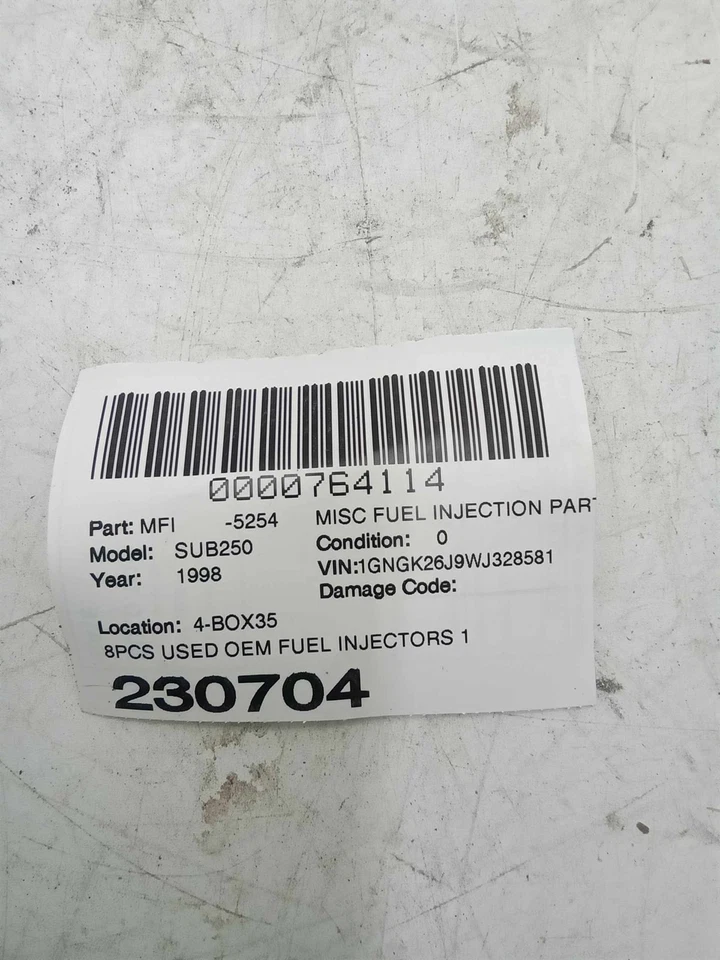 0000764114
Part: MFI -5254 MISC FUEL INJECTION PAR
Model: SUB250 Condition: 0
Year: 1998 VIN:1GNGK26J9WJ328581
Damage Code:
Location: 4-BOX35
8PCS USED OEM FUEL INJECTORS 1
230704